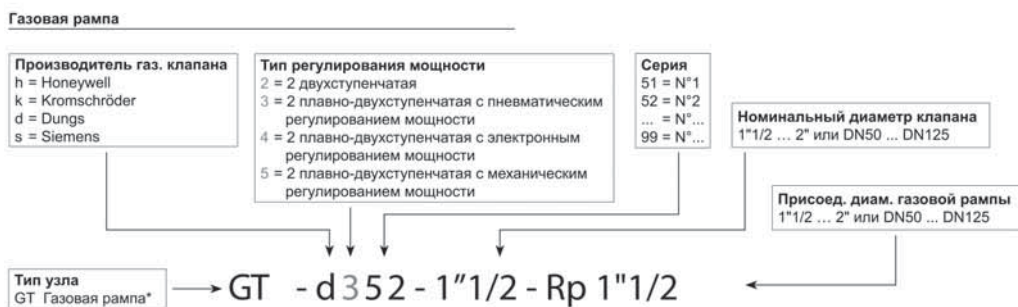 Газовая рампа
Производитель газ. клапана
h = Honeywell
k = Kromschröder
d = Dungs
s = Siemens
Тип регулирования мощности
2 = 2 двухступенчатая
3 = 2 плавно-двухступенчатая с пневматическим
регулированием мощности
4 = 2 плавно-двухступенчатая с электронным
регулированием мощности
5 = 2 плавно-двухступенчатая с механическим
регулированием мощности
Серия
51 = N°1
52 = N°2
... = N°...
99 = N°...
Номинальный диаметр клапана
1"1/2 ... 2" или DN50 ... DN125
Присоед. диам. газовой рампы
1"1/2 ... 2" или DN50 ... DN125
Тип узла
GT Газовая рампа*
GT - d352 - 1"1/2 - Rp 1"1/2